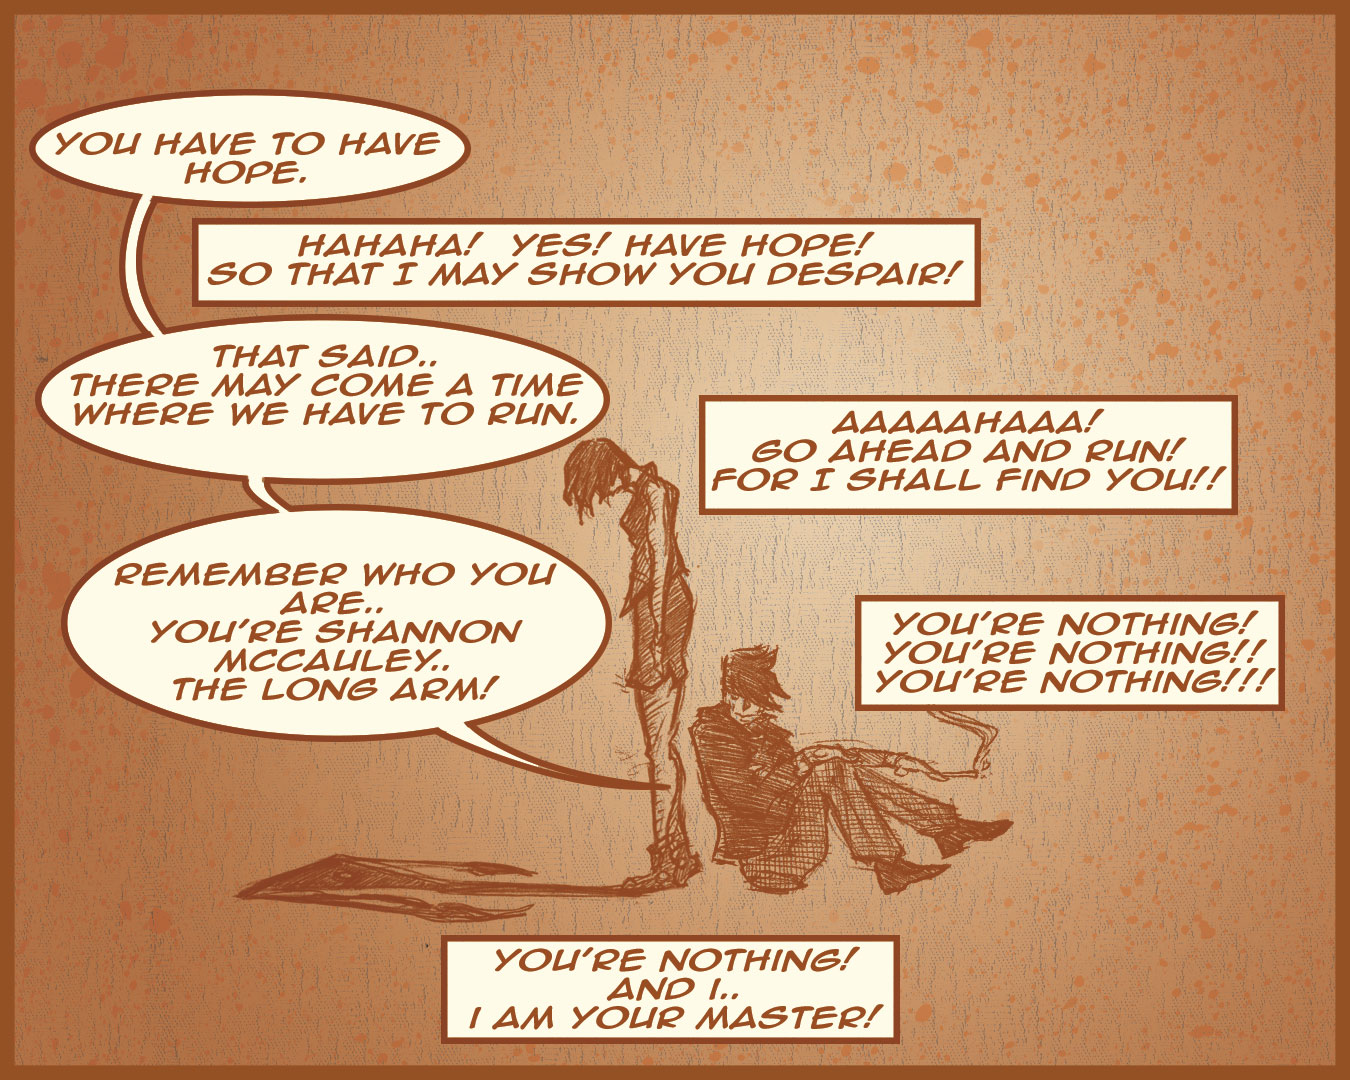 YOU HAVE TO HAVE
HOPE.
HAHAHA! YES! HAVE HOPE!
SO THAT I MAY SHOW YOU DESPAIR!
THAT SAID..
THERE MAY COME A TIME
WHERE WE HAVE TO RUN.
AAAAAHAAA!
GO AHEAD AND RUN!
FOR I SHALL FIND YOU!!
REMEMBER WHO YOU
ARE..
YOU'RE SHANNON
MCCAULEY..
THE LONG ARM!
YOU'RE NOTHING!
YOU'RE NOTHING!!
YOU'RE NOTHING!!!
YOU'RE NOTHING!
AND I..
I AM YOUR MASTER!